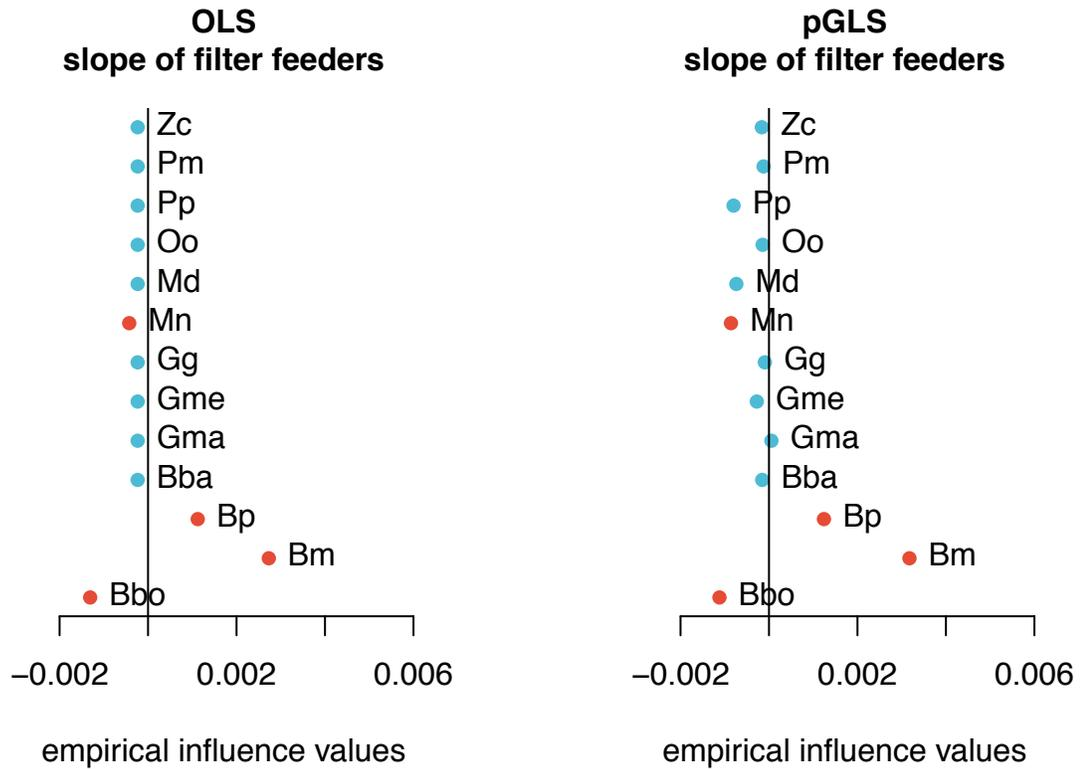 OLS
slope of filter feeders
Zc
Pm
Pp
Oo
Md
Mn
Gg
Gme
Gma
Bba
Bp
Bm
Bbo
−0.002 0.002 0.006
empirical influence values
pGLS
slope of filter feeders
Zc
Pm
Pp
Oo
Md
Mn
Gg
Gme
Gma
Bba
Bp
Bm
Bbo
−0.002 0.002 0.006
empirical influence values